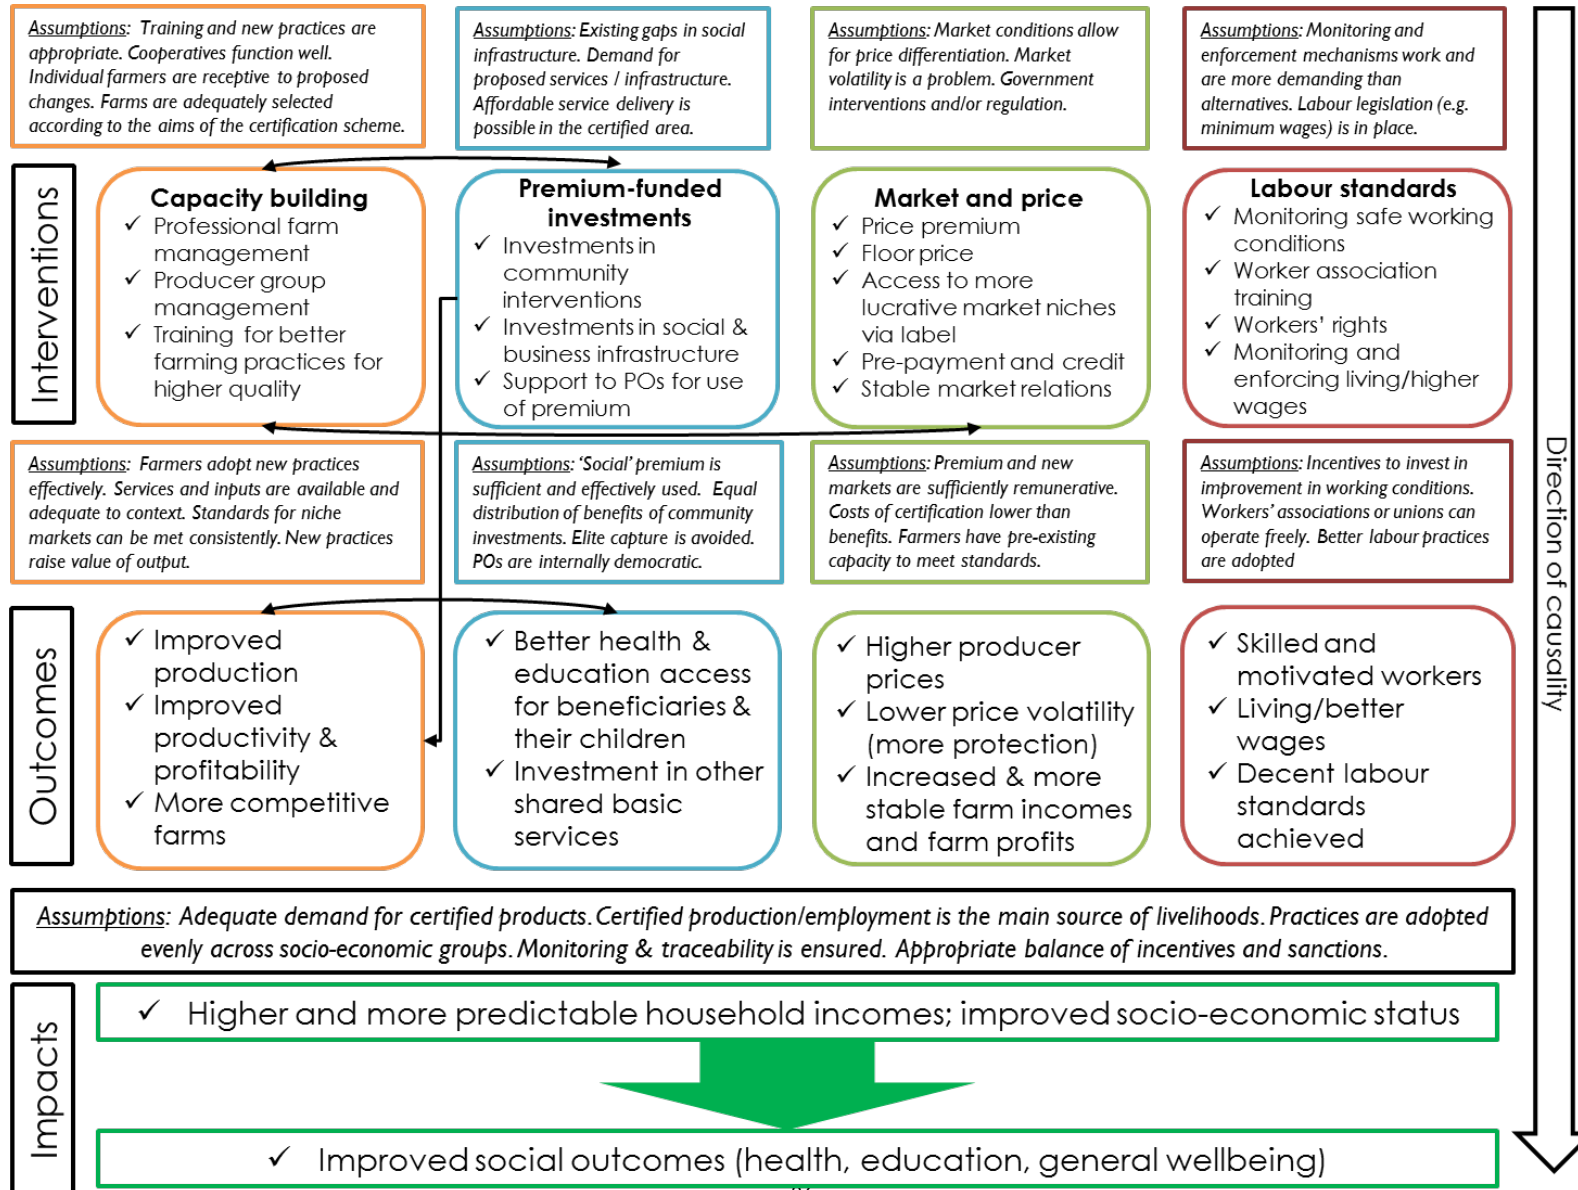 Assumptions: Training and new practices are
appropriate. Cooperatives function well.
Individual farmers are receptive to proposed
changes. Farms are adequately selected
according to the aims of the certification scheme.
Assumptions: Existing gaps in social
infrastructure. Demand for
proposed services / infrastructure.
Affordable service delivery is
possible in the certified area.
Assumptions: Market conditions allow
for price differentiation. Market
volatility is a problem. Government
interventions and/or regulation.
Assumptions: Monitoring and
enforcement mechanisms work and
are more demanding than
alternatives. Labour legislation (e.g.
minimum wages) is in place.
Interventions
Capacity building
✓ Professional farm
management
✓ Producer group
management
✓ Training for better
farming practices for
higher quality
Premium-funded
investments
✓ Investments in
community
interventions
✓ Investments in social &
business infrastructure
✓ Support to POs for use
of premium
Market and price
✓ Price premium
✓ Floor price
✓ Access to more
lucrative market niches
via label
✓ Pre-payment and credit
✓ Stable market relations
Labour standards
✓ Monitoring safe working
conditions
✓ Worker association
training
✓ Workers' rights
✓ Monitoring and
enforcing living/higher
wages
Assumptions: Farmers adopt new practices
effectively. Services and inputs are available and
adequate to context. Standards for niche
markets can be met consistently. New practices
raise value of output.
Assumptions: 'Social' premium is
sufficient and effectively used. Equal
distribution of benefits of community
investments. Elite capture is avoided.
POs are internally democratic.
Assumptions: Premium and new
markets are sufficiently remunerative.
Costs of certification lower than
benefits. Farmers have pre-existing
capacity to meet standards.
Assumptions: Incentives to invest in
improvement in working conditions.
Workers' associations or unions can
operate freely. Better labour practices
are adopted
Outcomes
✓ Improved
production
✓ Improved
productivity &
profitability
✓ More competitive
farms
✓ Better health &
education access
for beneficiaries &
their children
✓ Investment in other
shared basic
services
✓ Higher producer
prices
✓ Lower price volatility
(more protection)
✓ Increased & more
stable farm incomes
and farm profits
✓ Skilled and
motivated workers
✓ Living/better
wages
✓ Decent labour
standards
achieved
Assumptions: Adequate demand for certified products. Certified production/employment is the main source of livelihoods. Practices are adopted
evenly across socio-economic groups. Monitoring & traceability is ensured. Appropriate balance of incentives and sanctions.
Impacts
✓ Higher and more predictable household incomes; improved socio-economic status
✓ Improved social outcomes (health, education, general wellbeing)
Direction of causality